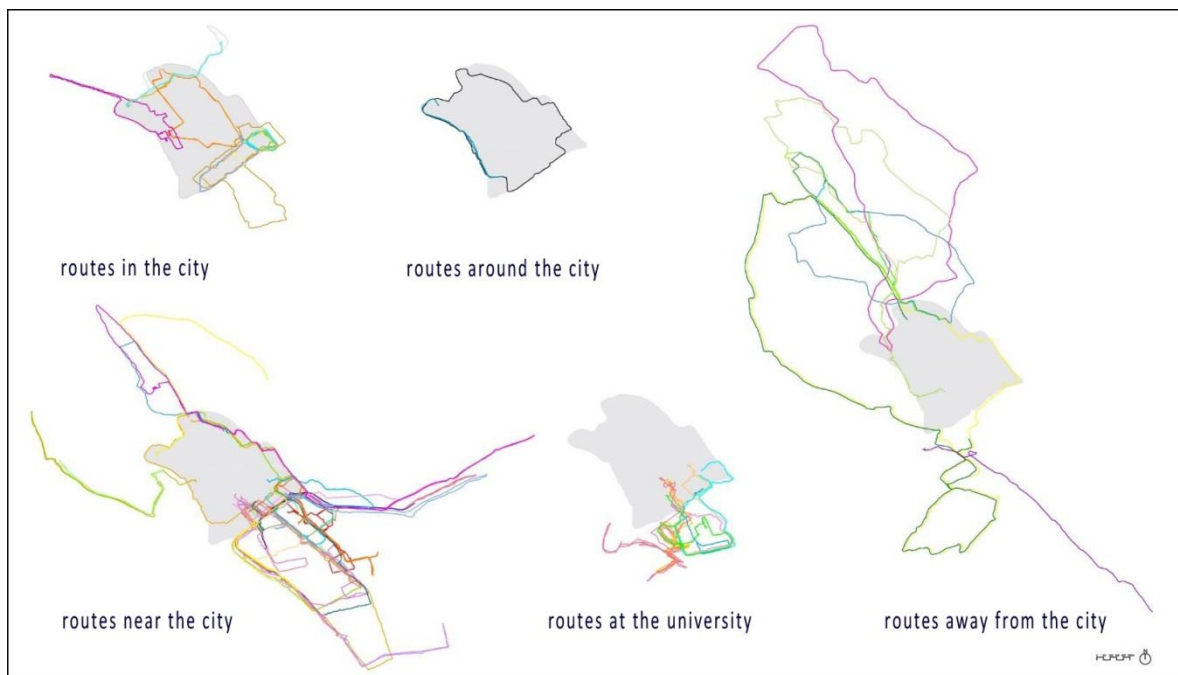 routes in the city
routes around the city
routes near the city
routes at the university
routes away from the city
N